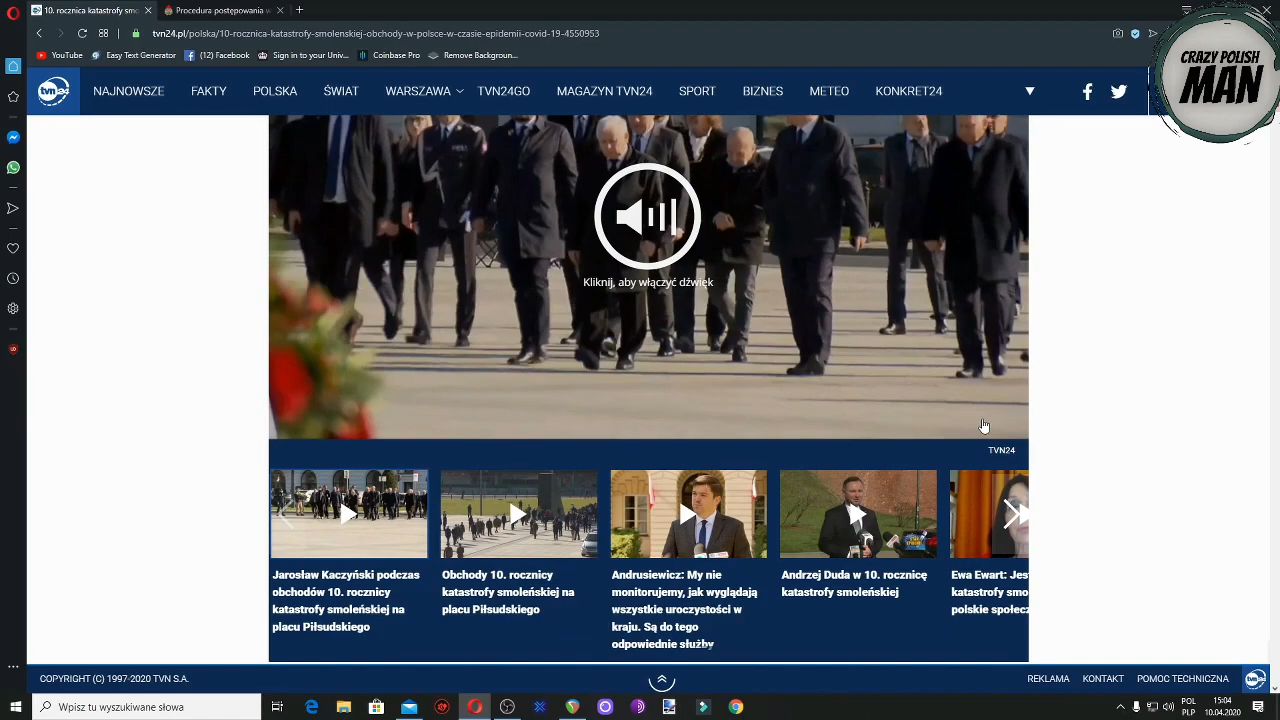 10. rocznica katastrofy smo
Procedura postępowania w
CRAZY POLISH
MAN
tvn24.pl/polska/10-rocznica-katastrofy-smolenskiej-obchody-w-polsce-w-czasie-epidemii-covid-19-4550953
YouTube Easy Text Generator (12) Facebook Sign in to your Univ... Coinbase Pro Remove Backgroun...
tvn24 NAJNOWSZE FAKTY POLSKA ŚWIAT WARSZAWA TVN24GO MAGAZYN TVN24 SPORT BIZNES METEO KONKRET24
Kliknij, aby włączyć dźwięk
TVN24
Jarosław Kaczyński podczas
obchodów 10. rocznicy
katastrofy smoleńskiej na
placu Piłsudskiego
Obchody 10. rocznicy
katastrofy smoleńskiej na
placu Piłsudskiego
Andrusiewicz: My nie
monitorujemy, jak wyglądają
wszystkie uroczystości w
kraju. Są do tego
odpowiednie służby
Andrzej Duda w 10. rocznicę
katastrofy smoleńskiej
Ewa Ewart: Jes
katastrofy smo
polskie społecz
COPYRIGHT (C) 1997-2020 TVN S.A. REKLAMA KONTAKT POMOC TECHNICZNA
Wpisz tu wyszukiwane słowa
POL
PLP
15:04
10.04.2020